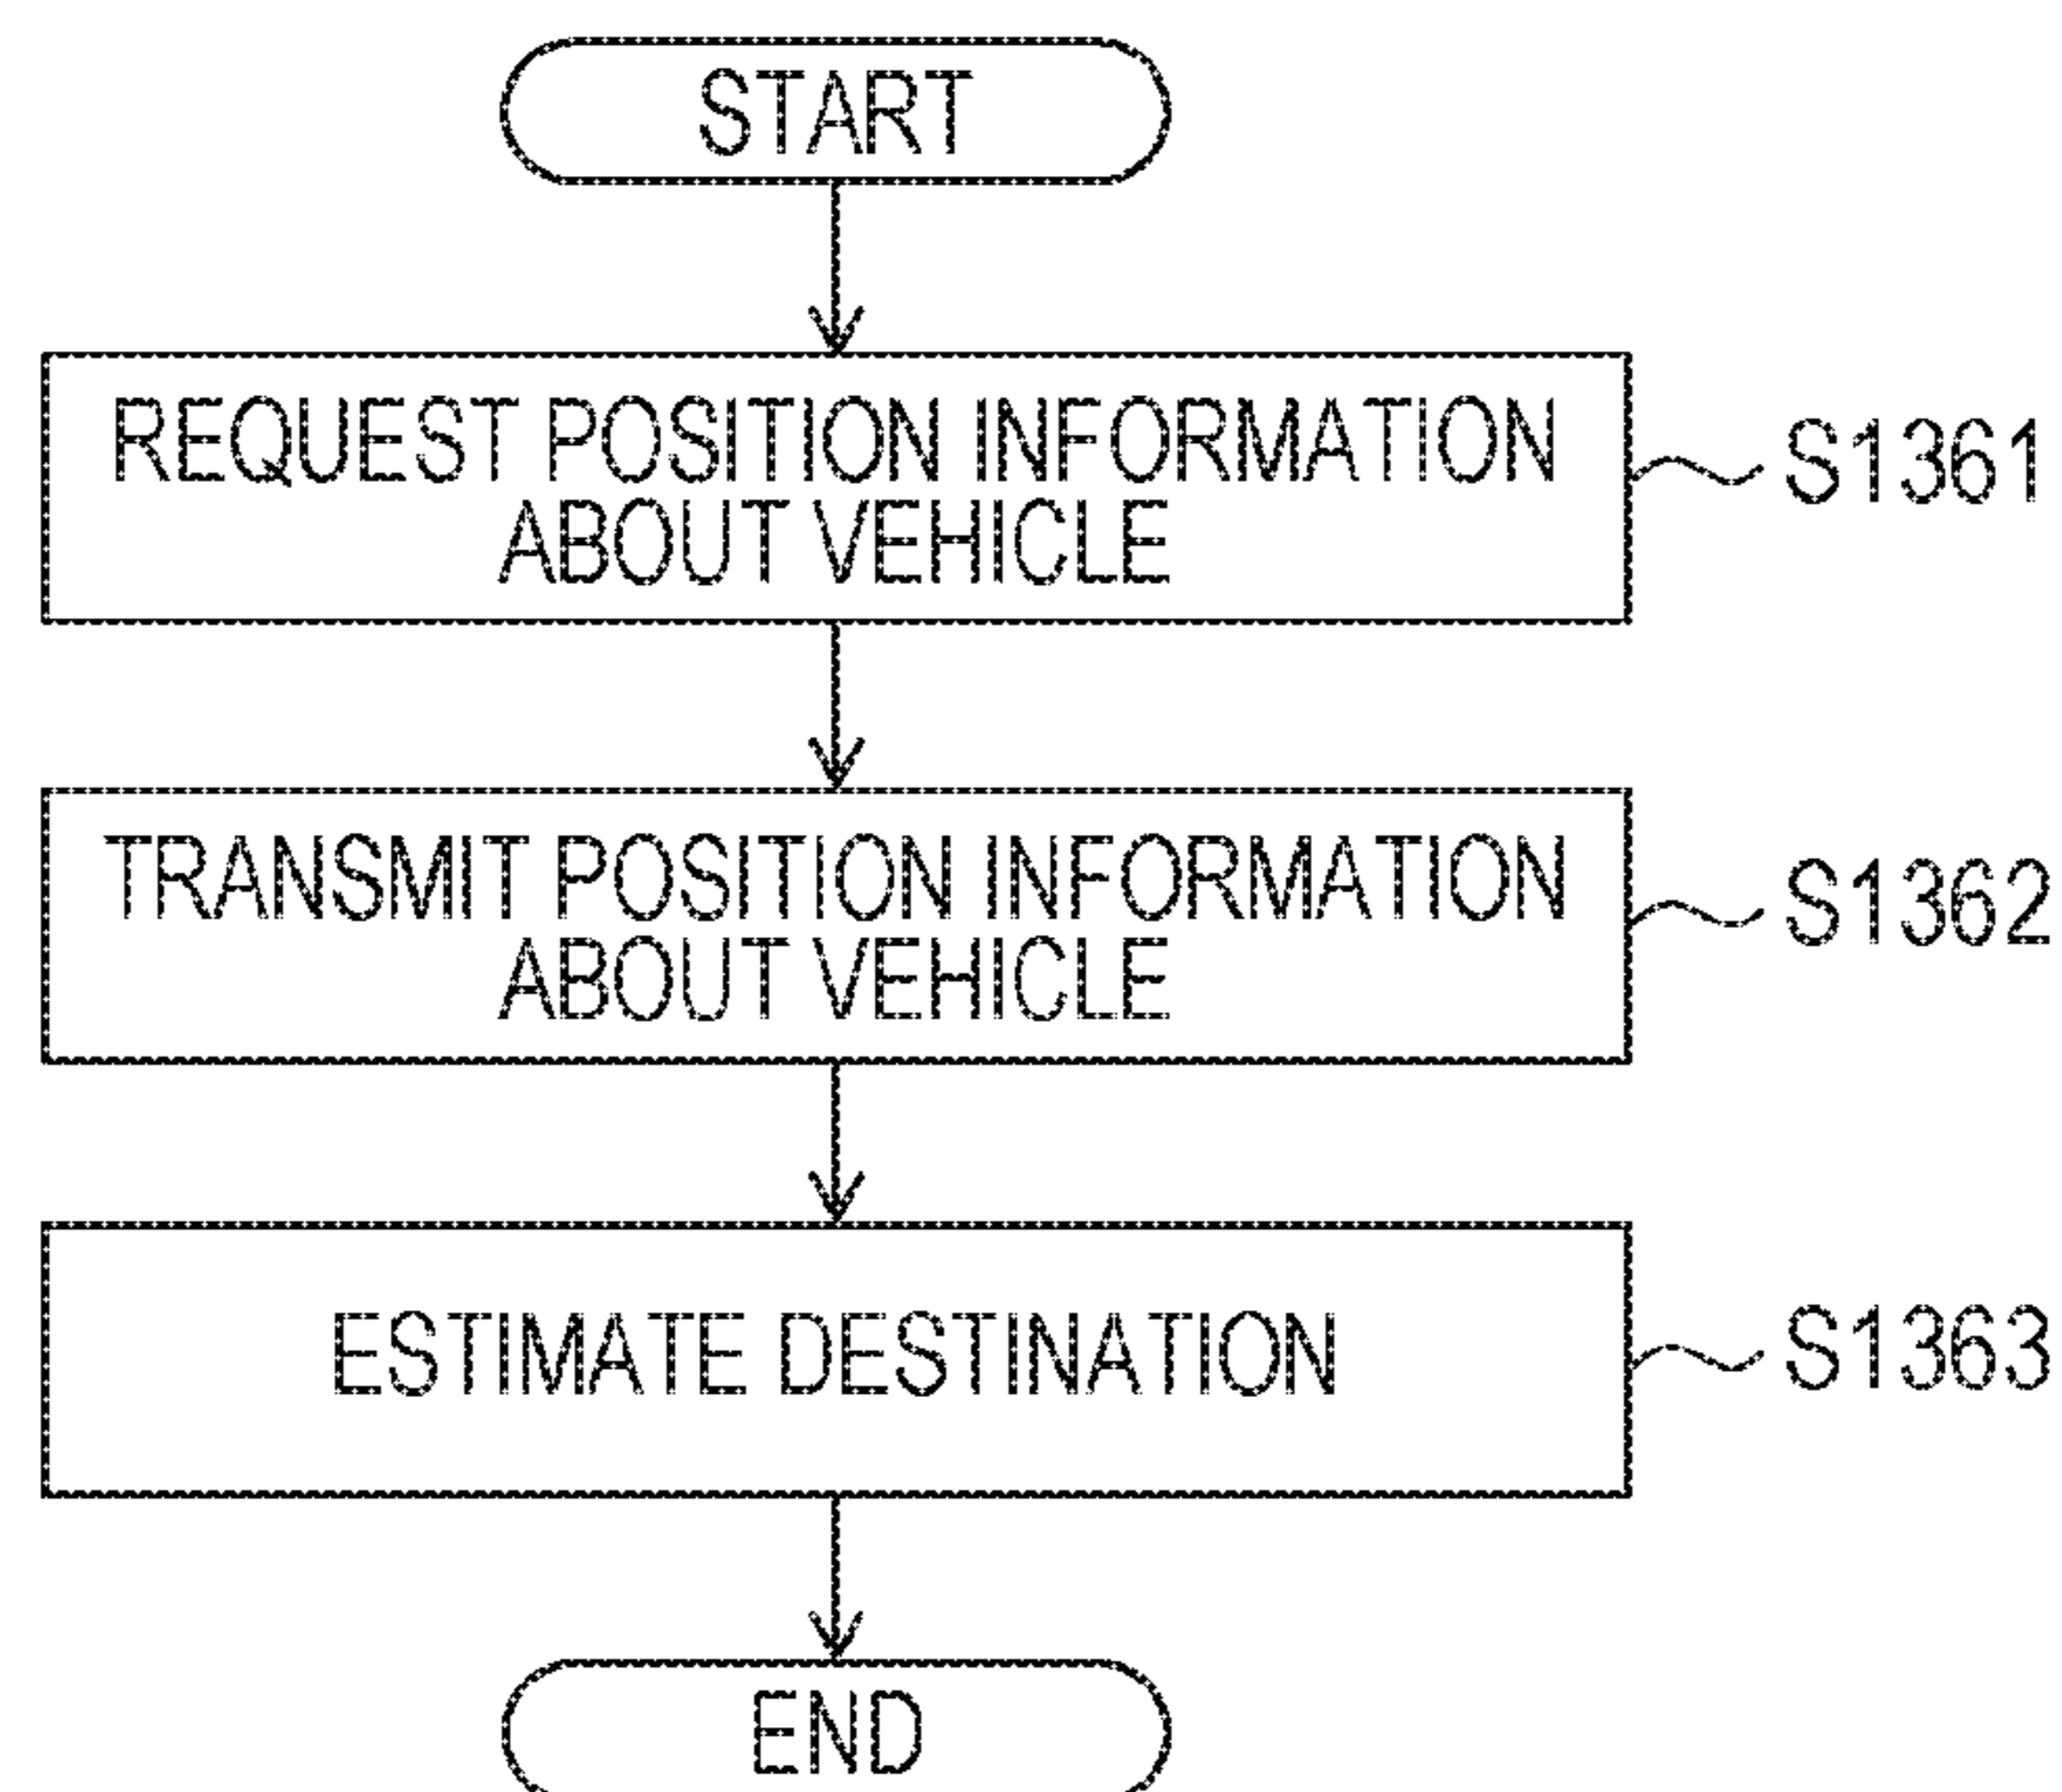 START
REQUEST POSITION INFORMATION
ABOUT VEHICLE
S1361
TRANSMIT POSITION INFORMATION
ABOUT VEHICLE
S1362
ESTIMATE DESTINATION
S1363
END